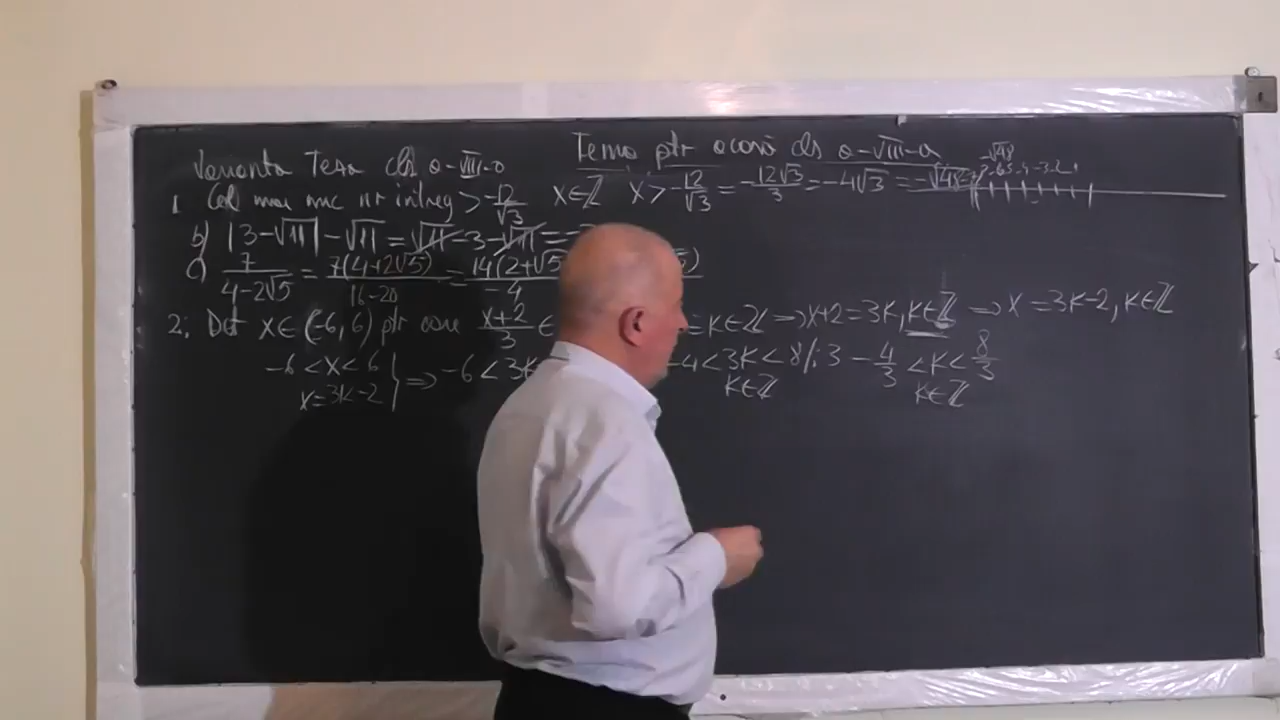 Varianta Teza cls a-VIII-a Tema ptr acasă cls a-VIII-a
1 Cel mai mic nr intreg > -12/√3 x∈ℤ x > -12/√3 = -12√3/3 = -4√3 = -√48
-√48
b) |3-√11| - √11 = √11 - 3 - √11 = -
c) 7/(4-2√5) = 7(4+2√5)/(16-20) = 14(2+√5)/-4
2; Det x∈(-6, 6) ptr care (x+2)/3 ∈ = k∈ℤ ⇒ x+2=3k, k∈ℤ ⇒ x=3k-2, k∈ℤ
-6 < x < 6 } ⇒ -6 < 3k -4 < 3k < 8 /:3 -4/3 < k < 8/3
x=3k-2 k∈ℤ k∈ℤ